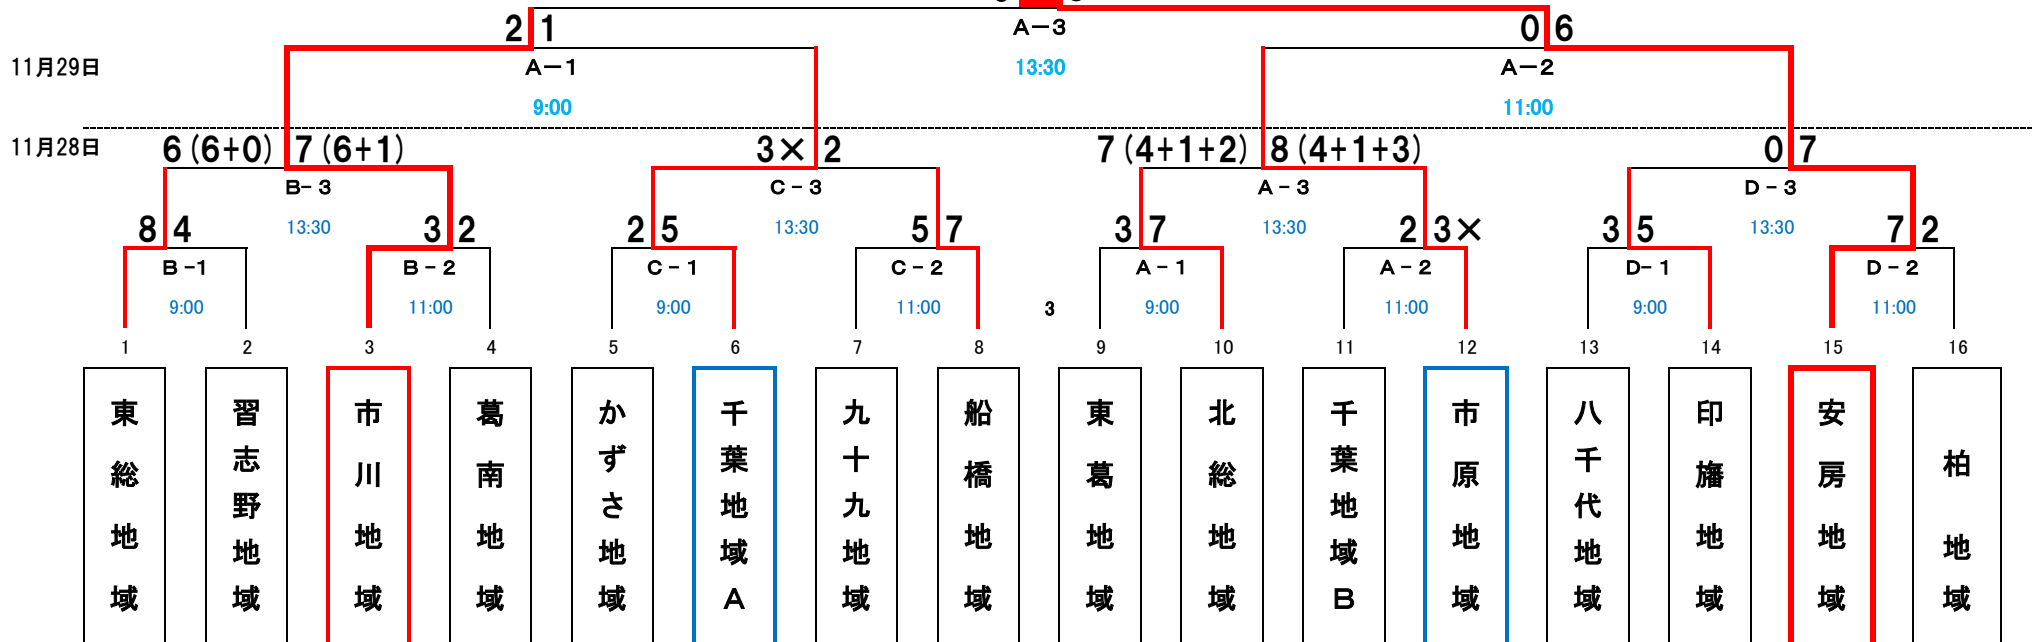 2 1
A－3
0 6
11月29日
A－1
13:30
A－2
9:00
11:00
11月28日
6(6+0) 7(6+1)
3× 2
7(4+1+2) 8(4+1+3)
0 7
B-3
C-3
A-3
D-3
13:30
13:30
13:30
13:30
8 4
3 2
2 5
5 7
3 7
2 3×
3 5
7 2
B-1
B-2
C-1
C-2
A-1
A-2
D-1
D-2
9:00
11:00
9:00
11:00
3
9:00
11:00
9:00
11:00
1 2 3 4 5 6 7 8 9 10 11 12 13 14 15 16
東総地域
習志野地域
市川地域
葛南地域
かずさ地域
千葉地域A
九十九地域
船橋地域
東葛地域
北総地域
千葉地域B
市原地域
八千代地域
印旛地域
安房地域
柏地域